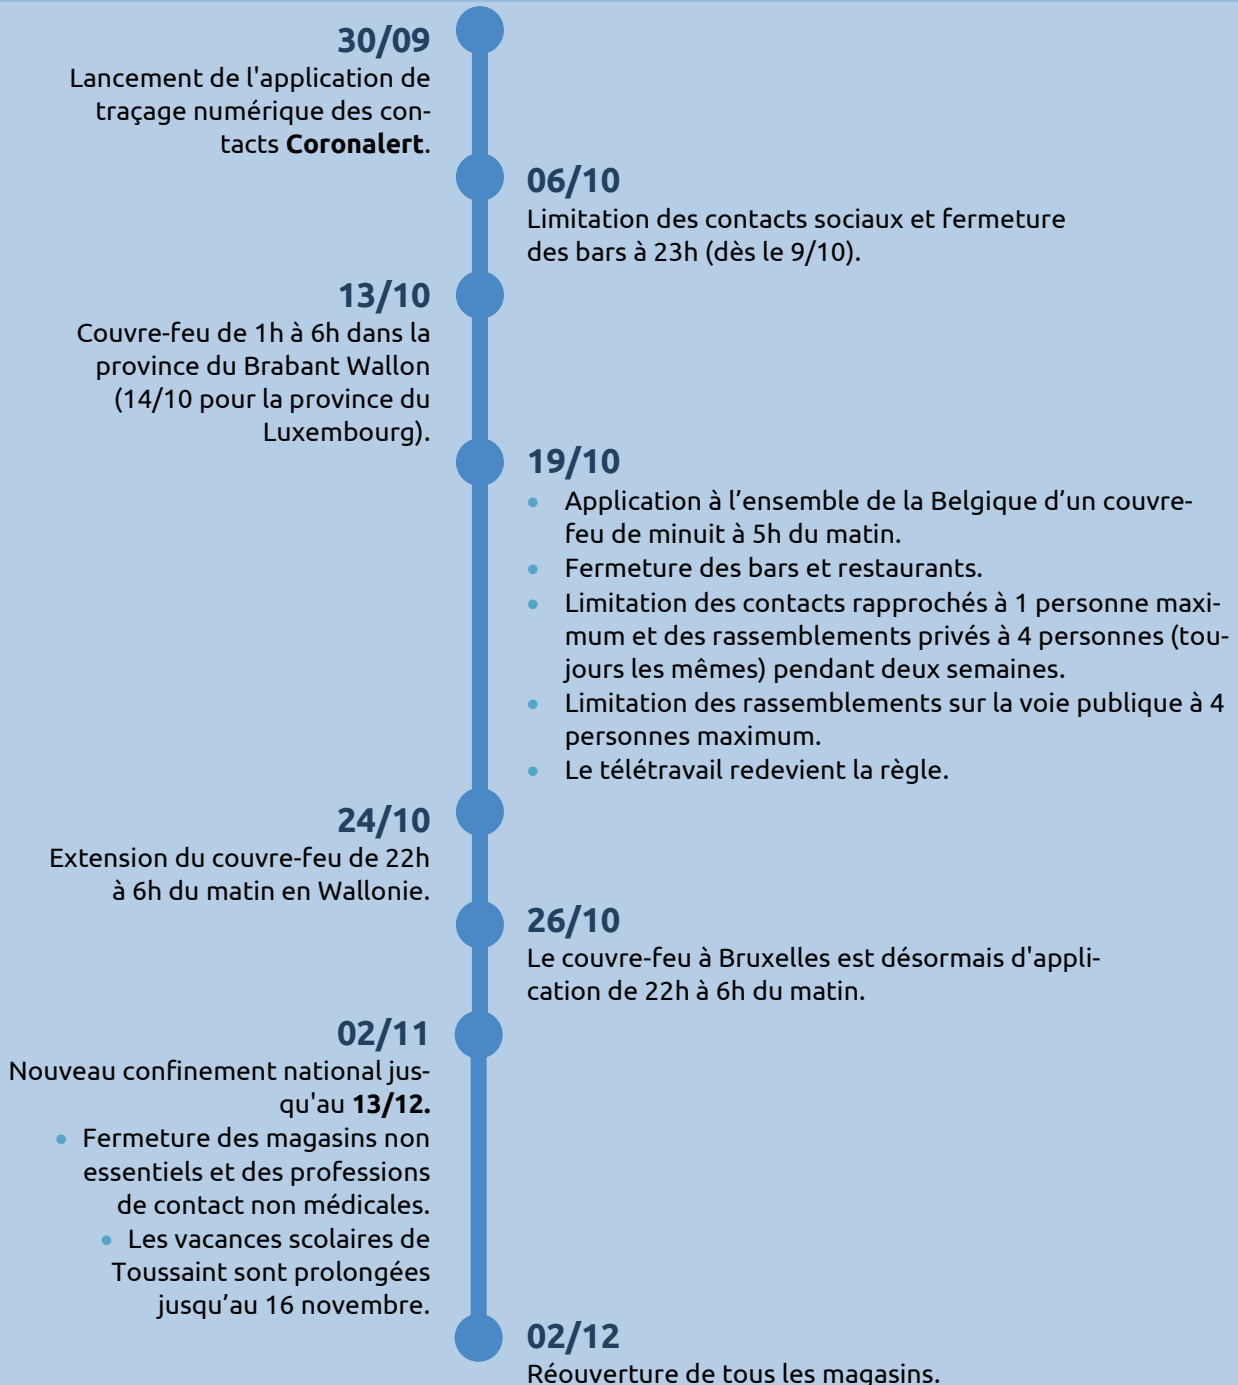 30/09
Lancement de l'application de
traçage numérique des con-
tacts Coronalert.
06/10
Limitation des contacts sociaux et fermeture
des bars à 23h (dès le 9/10).
13/10
Couvre-feu de 1h à 6h dans la
province du Brabant Wallon
(14/10 pour la province du
Luxembourg).
19/10
• Application à l’ensemble de la Belgique d’un couvre-
feu de minuit à 5h du matin.
• Fermeture des bars et restaurants.
• Limitation des contacts rapprochés à 1 personne maxi-
mum et des rassemblements privés à 4 personnes (tou-
jours les mêmes) pendant deux semaines.
• Limitation des rassemblements sur la voie publique à 4
personnes maximum.
• Le télétravail redevient la règle.
24/10
Extension du couvre-feu de 22h
à 6h du matin en Wallonie.
26/10
Le couvre-feu à Bruxelles est désormais d'appli-
cation de 22h à 6h du matin.
02/11
Nouveau confinement national jus-
qu'au 13/12.
• Fermeture des magasins non
essentiels et des professions
de contact non médicales.
• Les vacances scolaires de
Toussaint sont prolongées
jusqu’au 16 novembre.
02/12
Réouverture de tous les magasins.